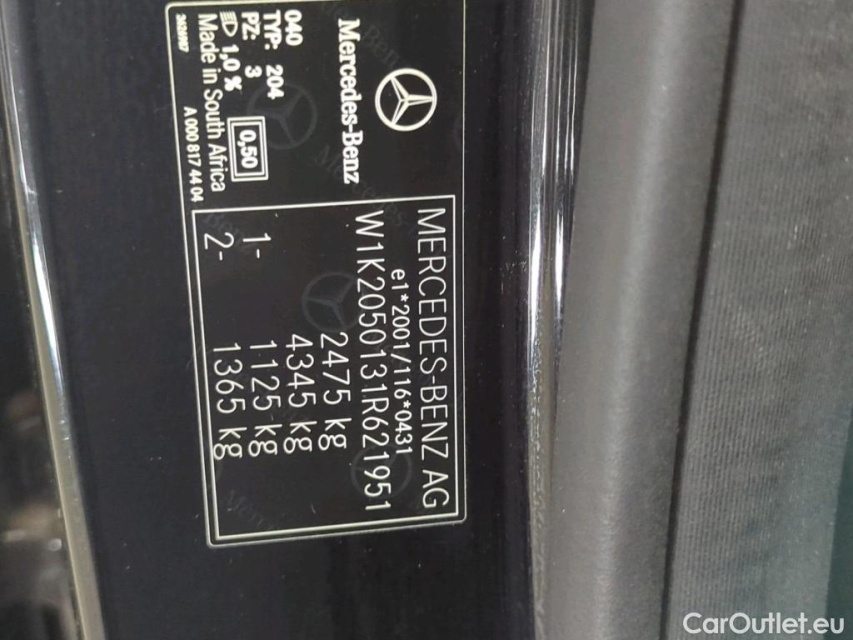 Mercedes-Benz
040
TYP: 204
PZ: 3
1,0 %
0,50
Made in South Africa
A 000 817 44 04
MERCEDES-BENZ AG
e1*2001/116*0431
W1K2050131R621951
2475 kg
4345 kg
1- 1125 kg
2- 1365 kg
CarOutlet.eu